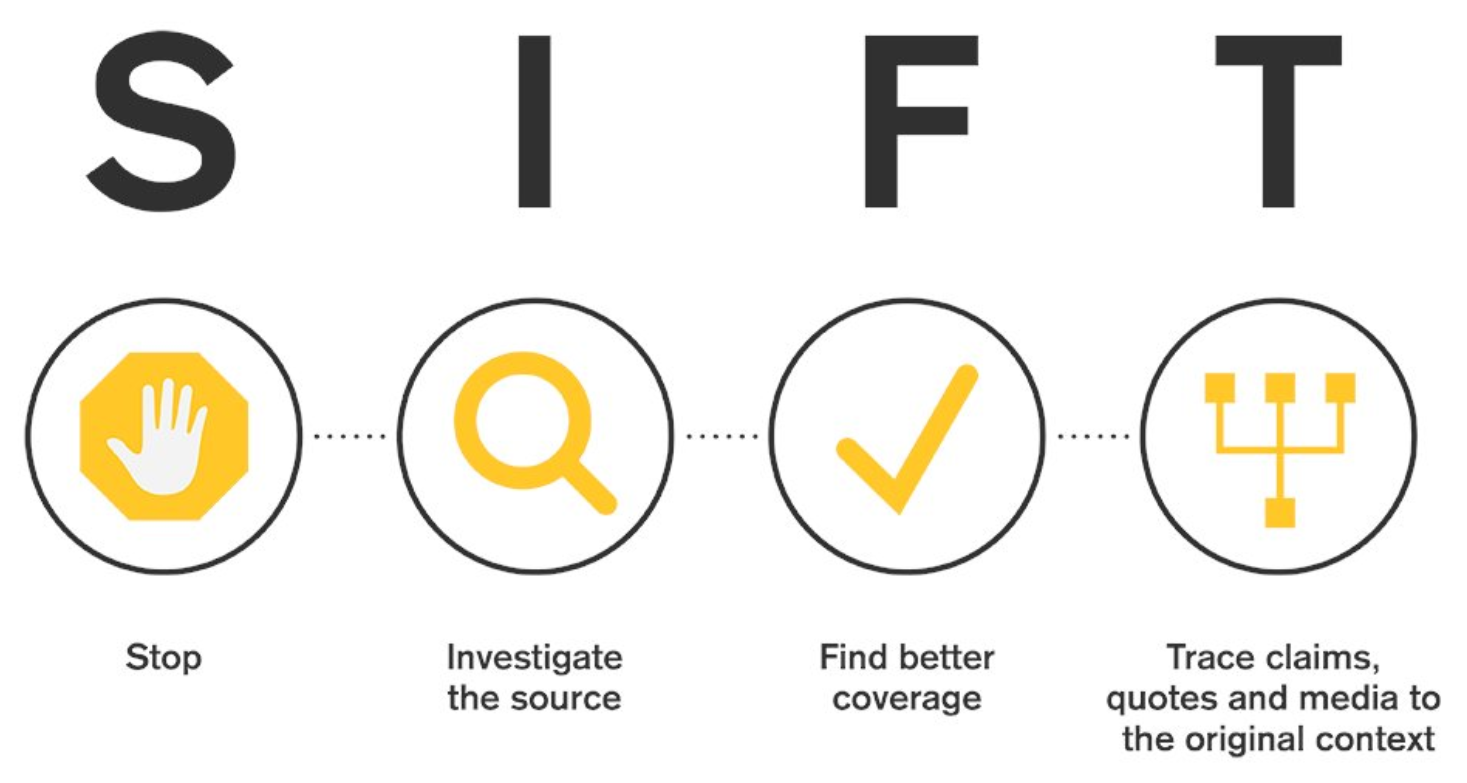 S I F T
Stop
Investigate
the source
Find better
coverage
Trace claims,
quotes and media to
the original context